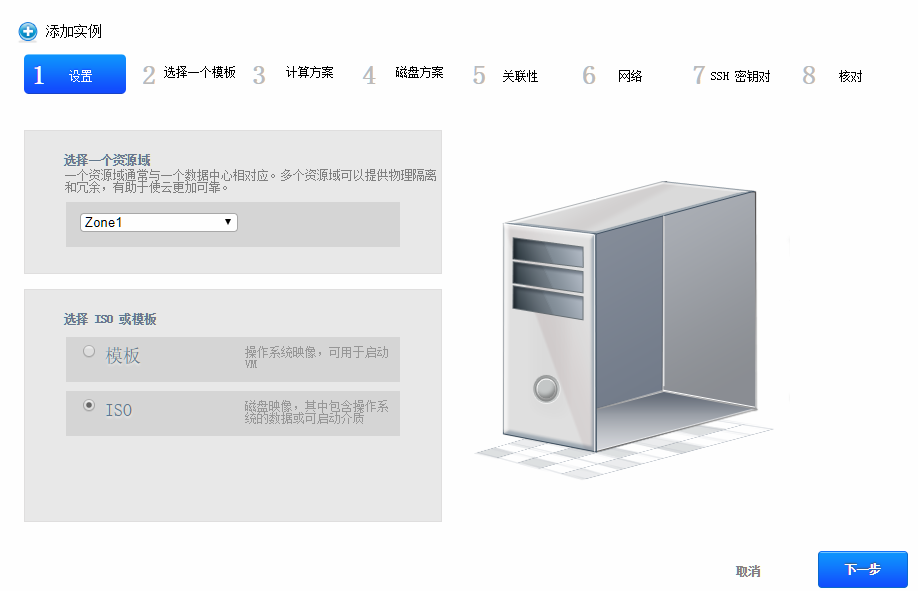 添加实例
1 设置
2 选择一个模板
3 计算方案
4 磁盘方案
5 关联性
6 网络
7 SSH 密钥对
8 核对
选择一个资源域
一个资源域通常与一个数据中心相对应。多个资源域可以提供物理隔离
和冗余，有助于使云更加可靠。
Zone1
选择 ISO 或模板
模板
操作系统映像，可用于启动
VM
ISO
磁盘映像，其中包含操作系
统的数据或可启动介质
取消
下一步